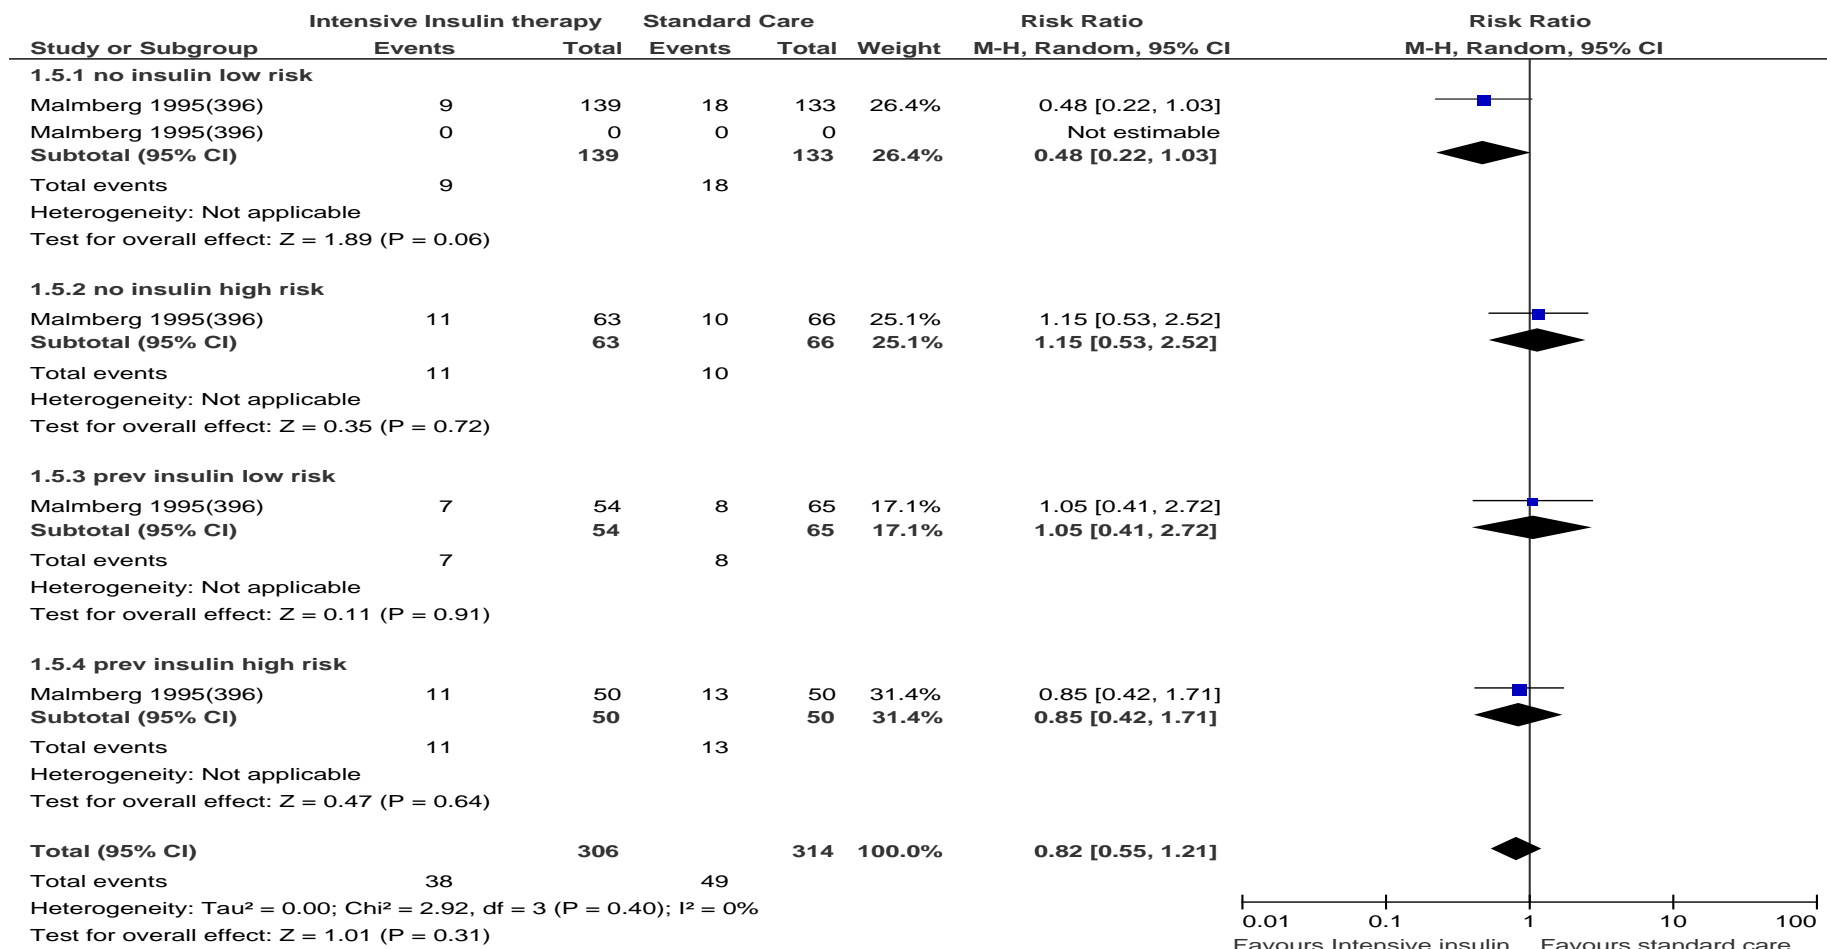 Intensive Insulin therapy Standard Care Risk Ratio Risk Ratio
Study or Subgroup Events Total Events Total Weight M-H, Random, 95% CI M-H, Random, 95% CI
1.5.1 no insulin low risk
Malmberg 1995(396) 9 139 18 133 26.4% 0.48 [0.22, 1.03]
Malmberg 1995(396) 0 0 0 0 Not estimable
Subtotal (95% CI) 139 133 26.4% 0.48 [0.22, 1.03]
Total events 9 18
Heterogeneity: Not applicable
Test for overall effect: Z = 1.89 (P = 0.06)
1.5.2 no insulin high risk
Malmberg 1995(396) 11 63 10 66 25.1% 1.15 [0.53, 2.52]
Subtotal (95% CI) 63 66 25.1% 1.15 [0.53, 2.52]
Total events 11 10
Heterogeneity: Not applicable
Test for overall effect: Z = 0.35 (P = 0.72)
1.5.3 prev insulin low risk
Malmberg 1995(396) 7 54 8 65 17.1% 1.05 [0.41, 2.72]
Subtotal (95% CI) 54 65 17.1% 1.05 [0.41, 2.72]
Total events 7 8
Heterogeneity: Not applicable
Test for overall effect: Z = 0.11 (P = 0.91)
1.5.4 prev insulin high risk
Malmberg 1995(396) 11 50 13 50 31.4% 0.85 [0.42, 1.71]
Subtotal (95% CI) 50 50 31.4% 0.85 [0.42, 1.71]
Total events 11 13
Heterogeneity: Not applicable
Test for overall effect: Z = 0.47 (P = 0.64)
Total (95% CI) 306 314 100.0% 0.82 [0.55, 1.21]
Total events 38 49
Heterogeneity: Tau² = 0.00; Chi² = 2.92, df = 3 (P = 0.40); I² = 0%
Test for overall effect: Z = 1.01 (P = 0.31)
0.01 0.1 1 10 100
Favours Intensive insulin Favours standard care